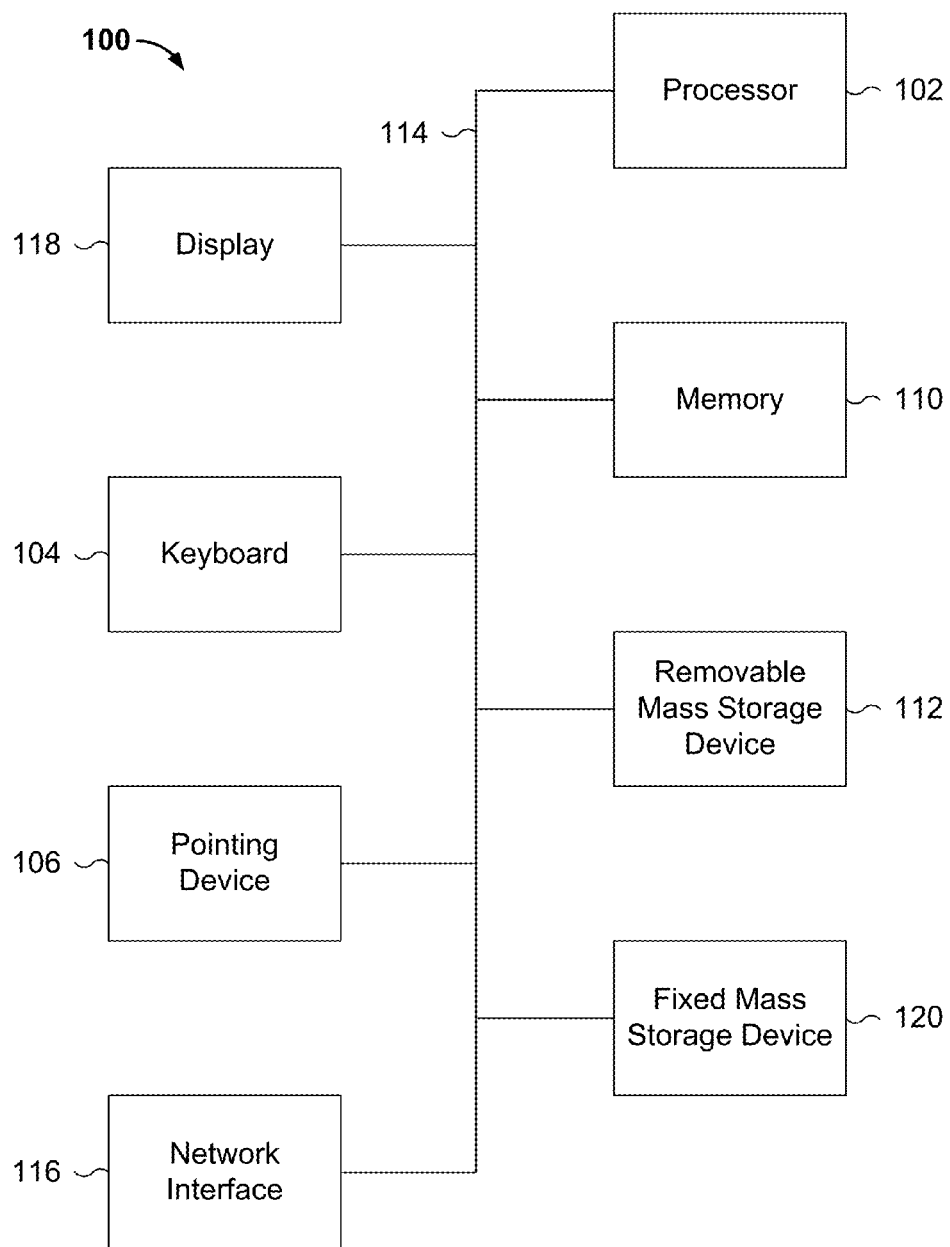 100
Processor
102
114
118
Display
Memory
110
104
Keyboard
Removable
Mass Storage
Device
112
106
Pointing
Device
Fixed Mass
Storage Device
120
116
Network
Interface